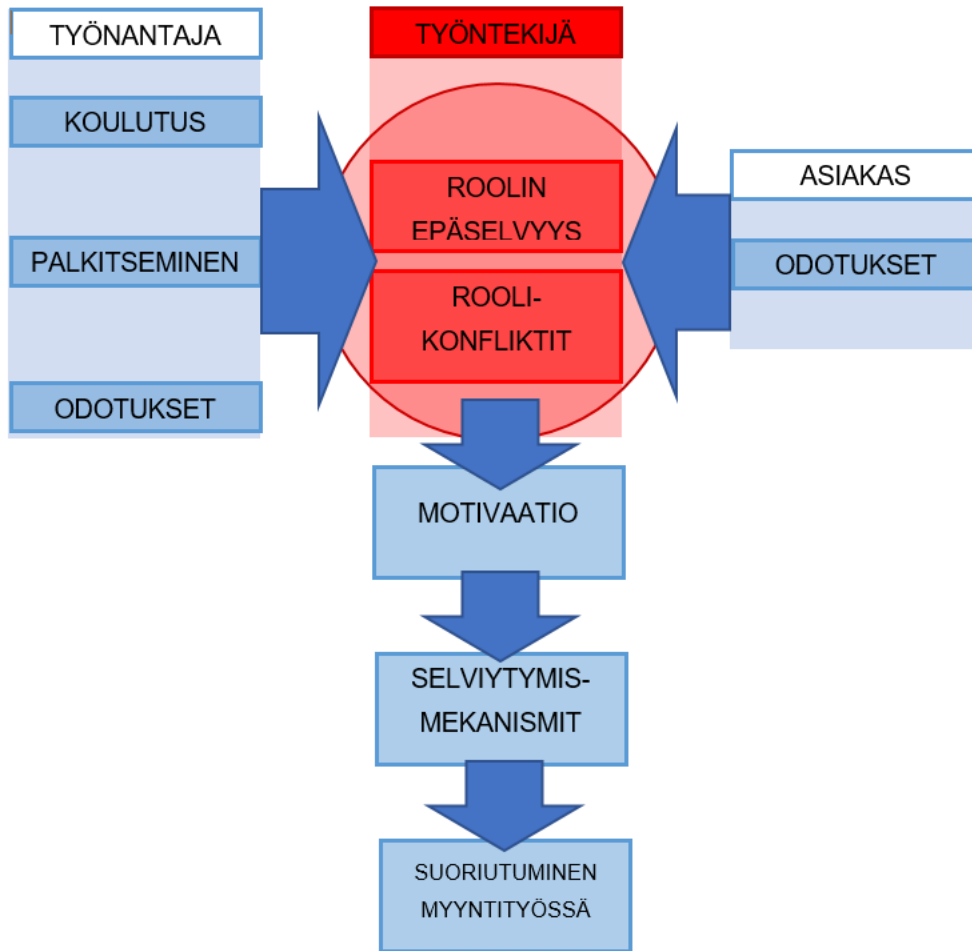 TYÖNANTAJA
KOULUTUS
PALKITSEMINEN
ODOTUKSET
TYÖNTEKIJÄ
ROOLIN
EPÄSELVYYS
ROOLI-
KONFLIKTIT
ASIAKAS
ODOTUKSET
MOTIVAATIO
SELVIYTYMIS-
MEKANISMIT
SUORIUTUMINEN
MYYNTITYÖSSÄ